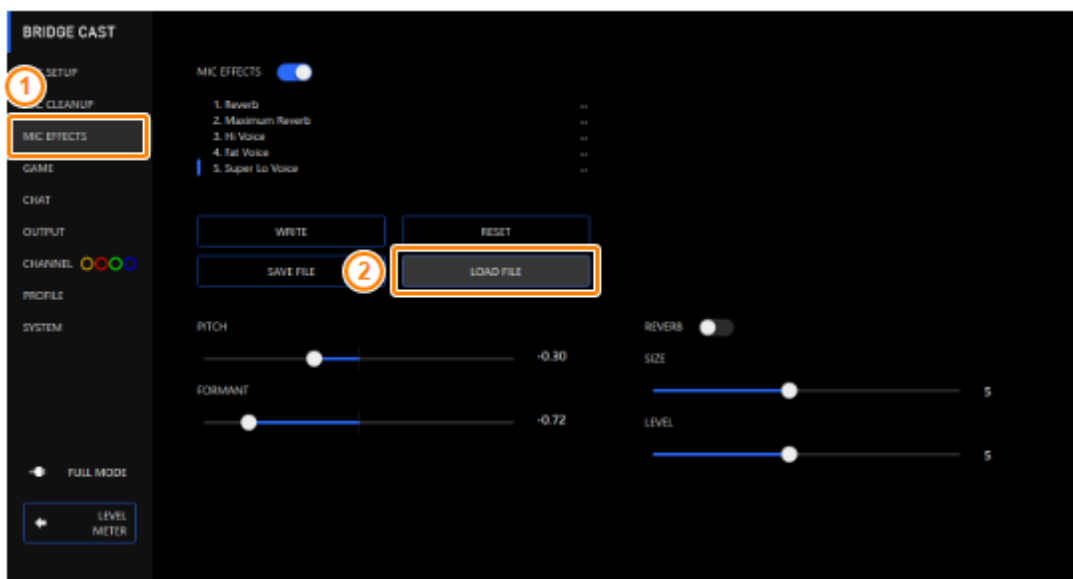 BRIDGE CAST
SETUP
CLEANUP
MIC EFFECTS
GAME
CHAT
OUTPUT
CHANNEL
PROFILE
SYSTEM
FULL MODE
LEVEL
METER
1
MIC EFFECTS
1. Reverb
2. Maximum Reverb
3. Hi Voice
4. Fat Voice
5. Super Lo Voice
WRITE
RESET
SAVE FILE
2
LOAD FILE
PITCH
-0.30
FORMANT
-0.72
REVERB
SIZE
5
LEVEL
5